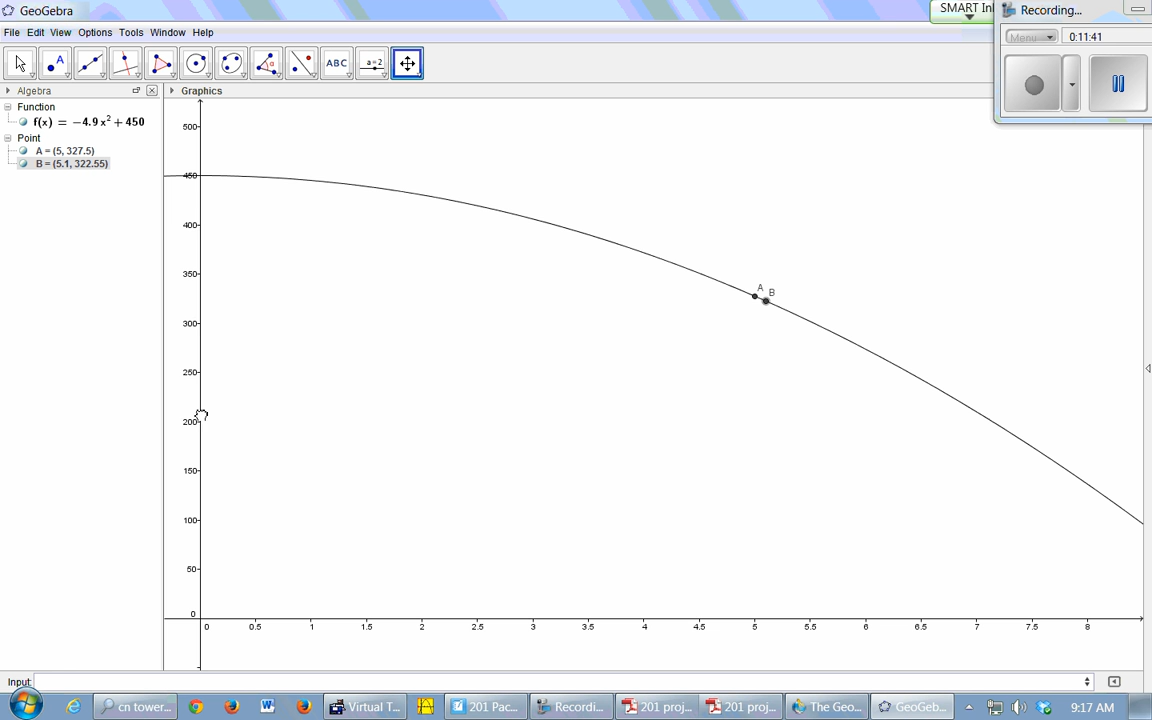 GeoGebra
SMART In
Recording...
File Edit View Options Tools Window Help
Menu
0:11:41
ABC
a=2
Algebra
Graphics
Function
f(x) = −4.9 x² + 450
Point
A = (5, 327.5)
B = (5.1, 322.55)
500
450
400
350
300
250
200
150
100
50
0
A
B
0 0.5 1 1.5 2 2.5 3 3.5 4 4.5 5 5.5 6 6.5 7 7.5 8
Input:
cn tower...
Virtual T...
201 Pac...
Recordi...
201 proj...
201 proj...
The Geo...
GeoGeb...
9:17 AM